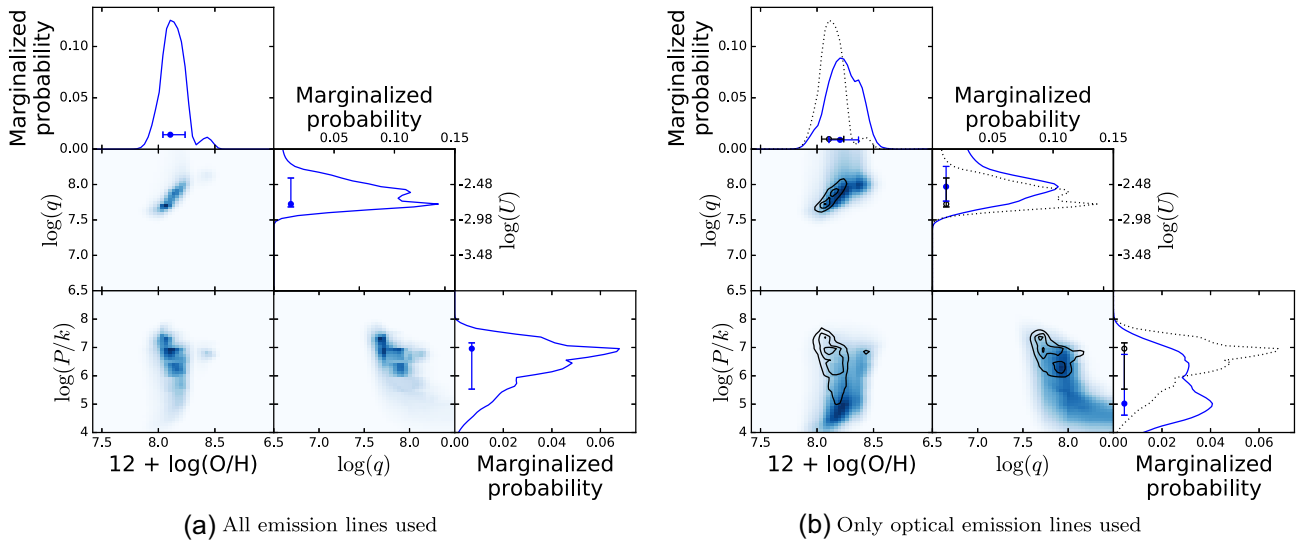 Marginalized
probability
0.10
0.05
0.00
Marginalized
probability
0.05
0.10
0.15
log(q)
8.0
7.5
7.0
6.5
-2.48
-2.98
-3.48
log(U)
log(P/k)
8
7
6
5
4
7.5
8.0
8.5
7.0
7.5
8.0
0.00
0.02
0.04
0.06
12 + log(O/H)
log(q)
Marginalized
probability
(a) All emission lines used
Marginalized
probability
0.10
0.05
0.00
Marginalized
probability
0.05
0.10
0.15
log(q)
8.0
7.5
7.0
6.5
-2.48
-2.98
-3.48
log(U)
log(P/k)
8
7
6
5
4
7.5
8.0
8.5
7.0
7.5
8.0
0.00
0.02
0.04
0.06
12 + log(O/H)
log(q)
Marginalized
probability
(b) Only optical emission lines used